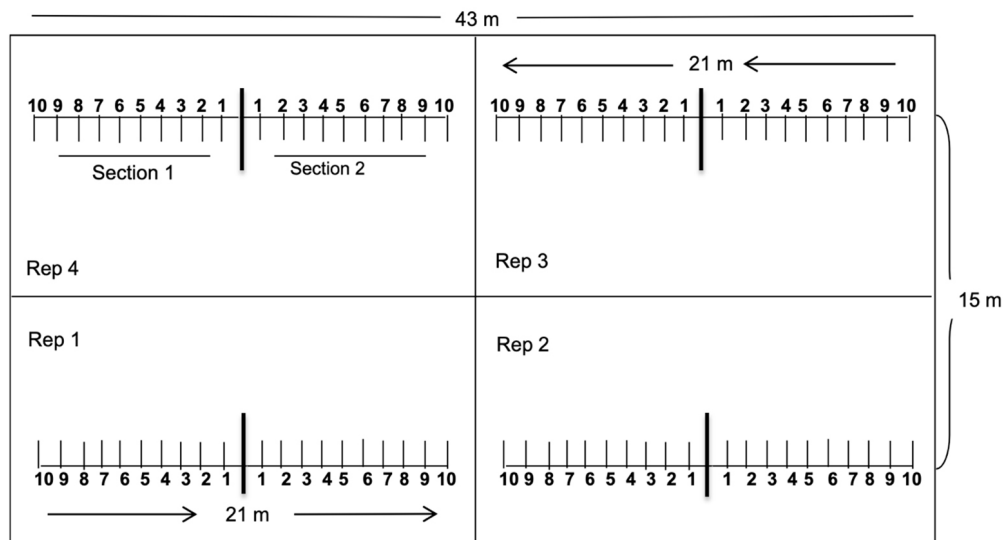 43 m
21 m
10 9 8 7 6 5 4 3 2 1 1 2 3 4 5 6 7 8 9 10
10 9 8 7 6 5 4 3 2 1 1 2 3 4 5 6 7 8 9 10
Section 1
Section 2
Rep 4
Rep 3
15 m
Rep 1
Rep 2
10 9 8 7 6 5 4 3 2 1 1 2 3 4 5 6 7 8 9 10
10 9 8 7 6 5 4 3 2 1 1 2 3 4 5 6 7 8 9 10
21 m